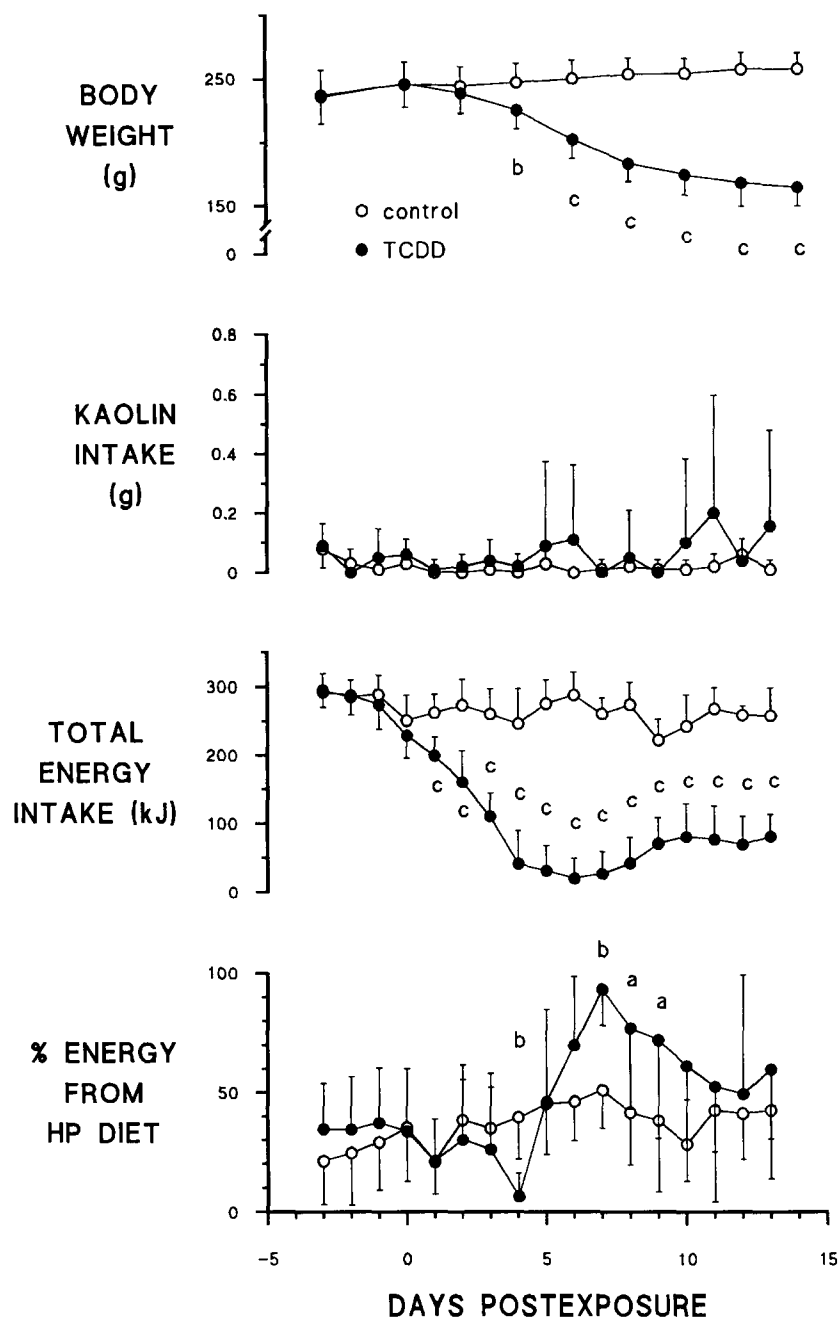 BODY
WEIGHT
(g)
250
150
0
control
TCDD
b
c
c
c
c
c
KAOLIN
INTAKE
(g)
0.8
0.6
0.4
0.2
0
TOTAL
ENERGY
INTAKE (kJ)
300
200
100
0
c
c
c
c
c
c
c
c
c
c
c
c
c
% ENERGY
FROM
HP DIET
100
50
0
b
b
a
a
-5
0
5
10
15
DAYS POSTEXPOSURE